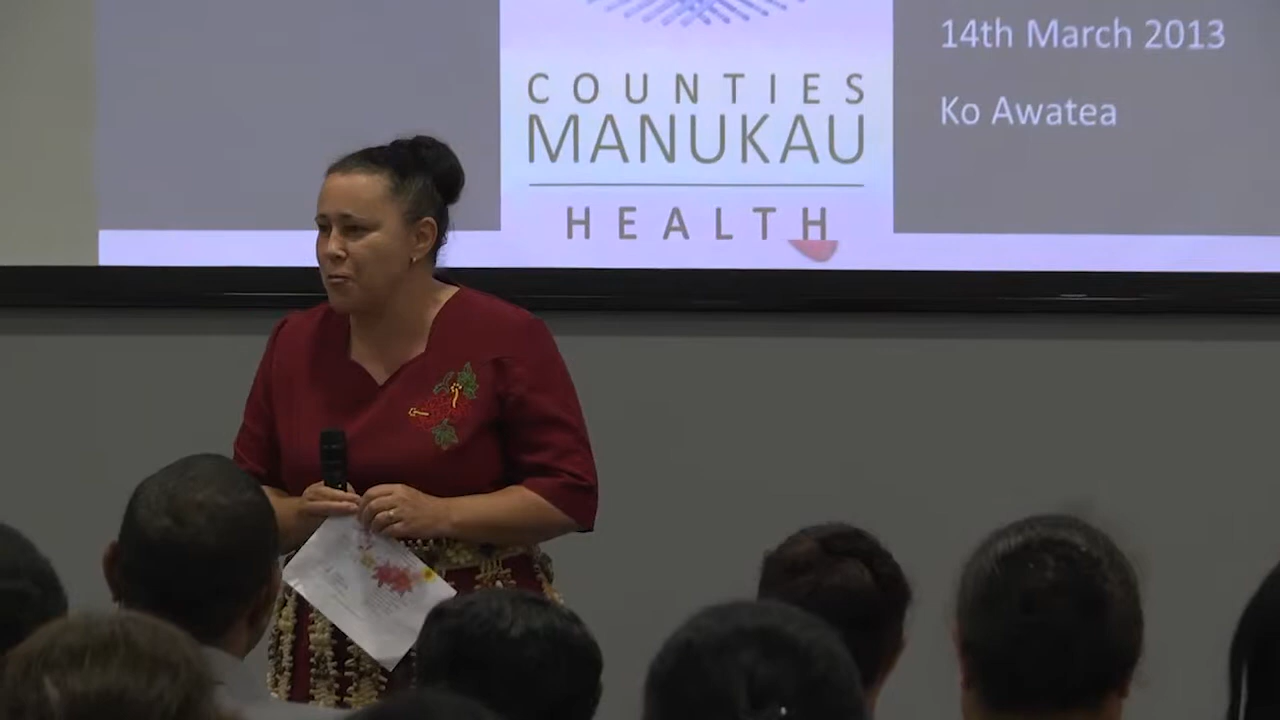 14th March 2013
Ko Awatea
COUNTIES
MANUKAU
HEALTH